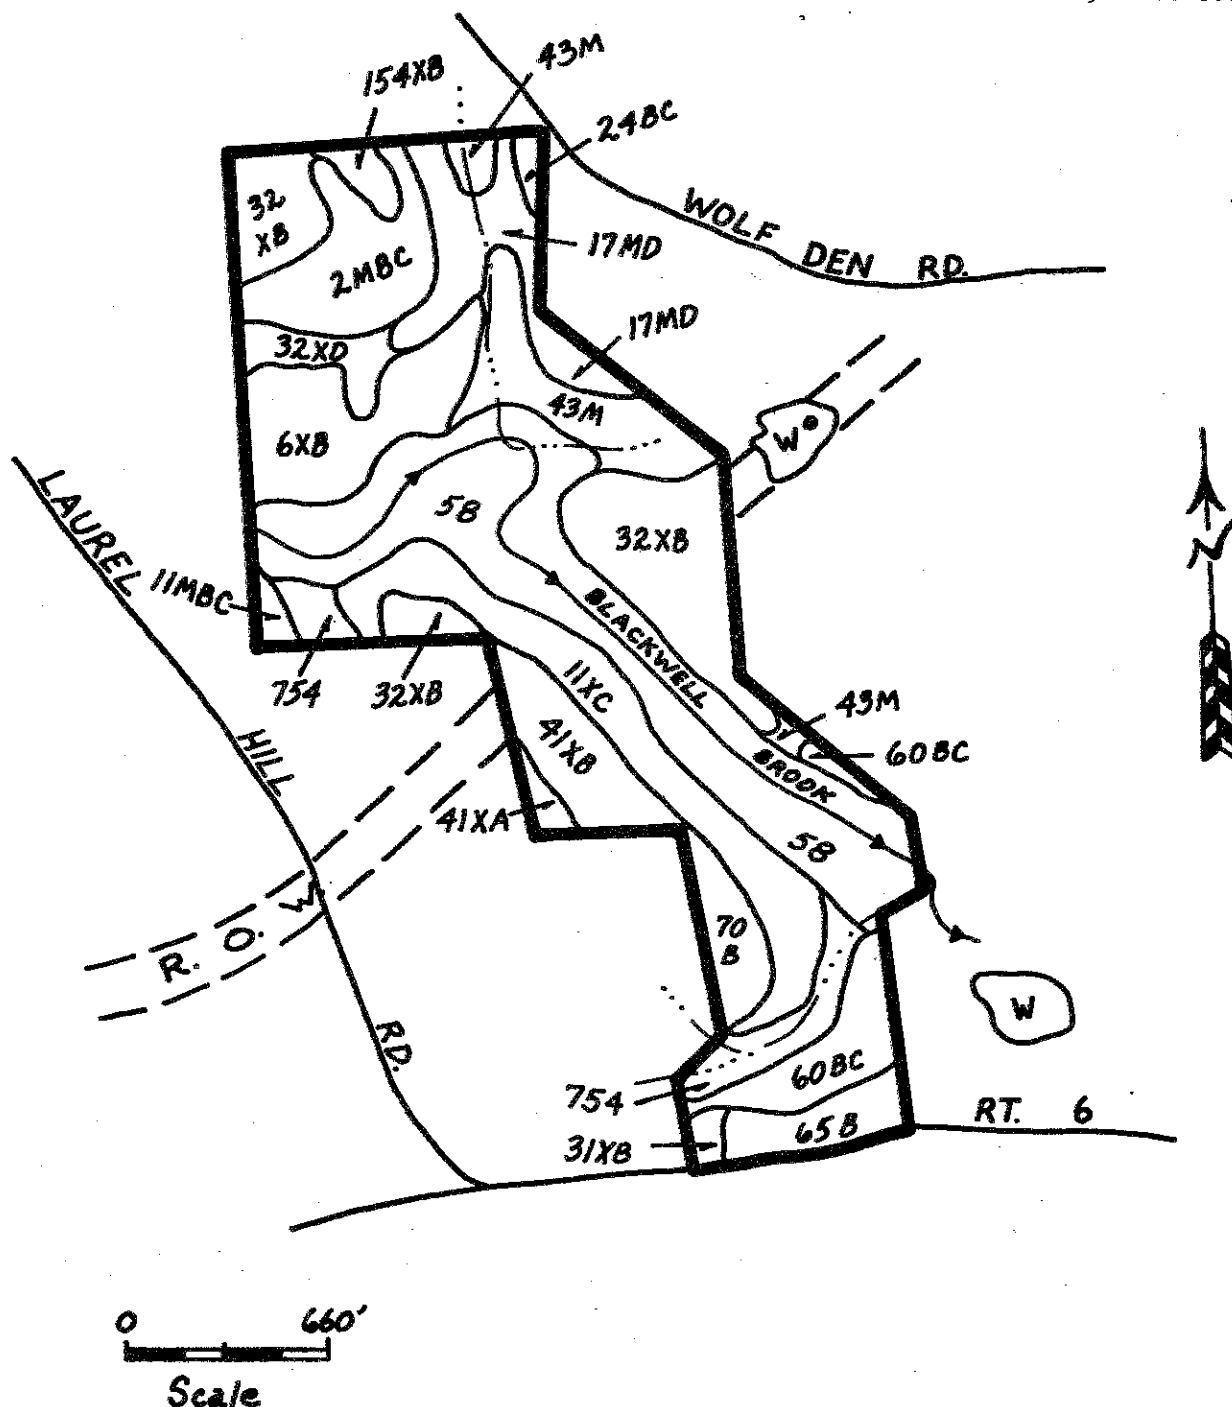 43M
154XB
24BC
32
XB
WOLF
DEN RD.
17MD
2MBC
17MD
32XD
43M
W
6XB
LAUREL
5B
32XB
N
11MBC
BLACKWELL
754
32XB
11XC
43M
HILL
41XB
60BC
BROOK
41XA
5B
R. O. W.
70
B
W
RD.
754
60BC
RT. 6
65B
31XB
0
660'
Scale